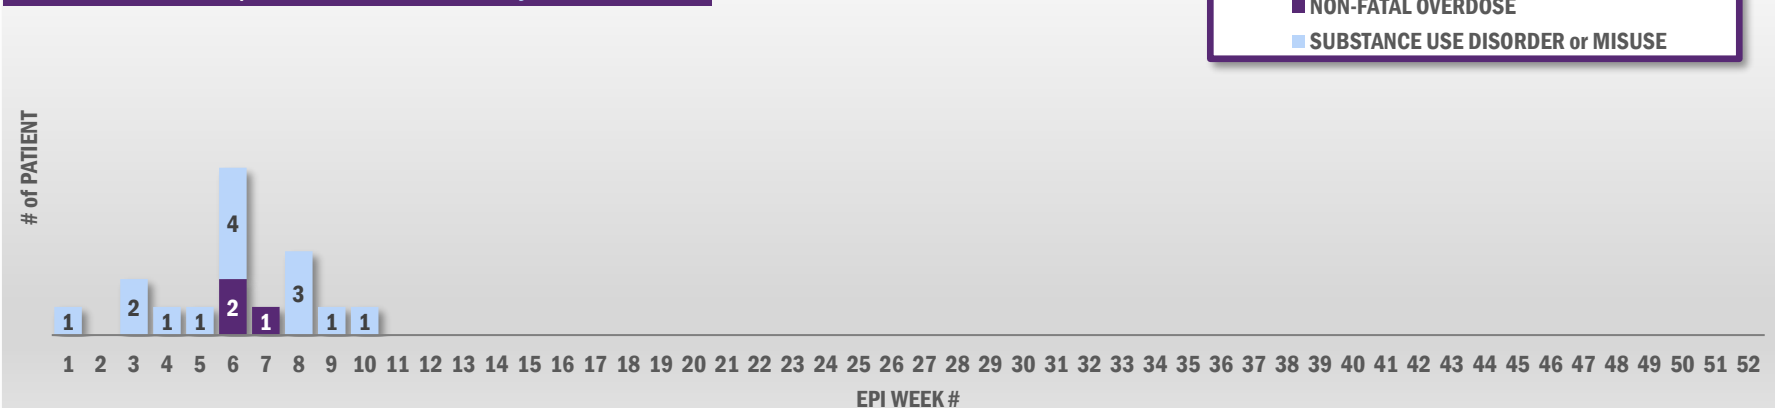 NON-FATAL OVERDOSE
SUBSTANCE USE DISORDER or MISUSE
# of PATIENT
4
2
3
1 2 1 1 2 1 3 1 1
1 2 3 4 5 6 7 8 9 10 11 12 13 14 15 16 17 18 19 20 21 22 23 24 25 26 27 28 29 30 31 32 33 34 35 36 37 38 39 40 41 42 43 44 45 46 47 48 49 50 51 52
EPI WEEK #